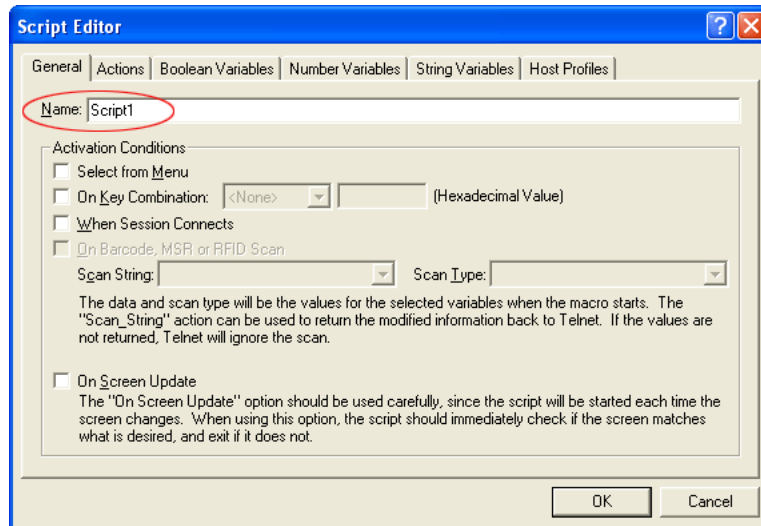 Script Editor
General Actions Boolean Variables Number Variables String Variables Host Profiles
Name: Script1
Activation Conditions
Select from Menu
On Key Combination: <None> (Hexadecimal Value)
When Session Connects
On Barcode, MSR or RFID Scan
Scan String: Scan Type:
The data and scan type will be the values for the selected variables when the macro starts. The
"Scan_String" action can be used to return the modified information back to Telnet. If the values are
not returned, Telnet will ignore the scan.
On Screen Update
The "On Screen Update" option should be used carefully, since the script will be started each time the
screen changes. When using this option, the script should immediately check if the screen matches
what is desired, and exit if it does not.
OK Cancel